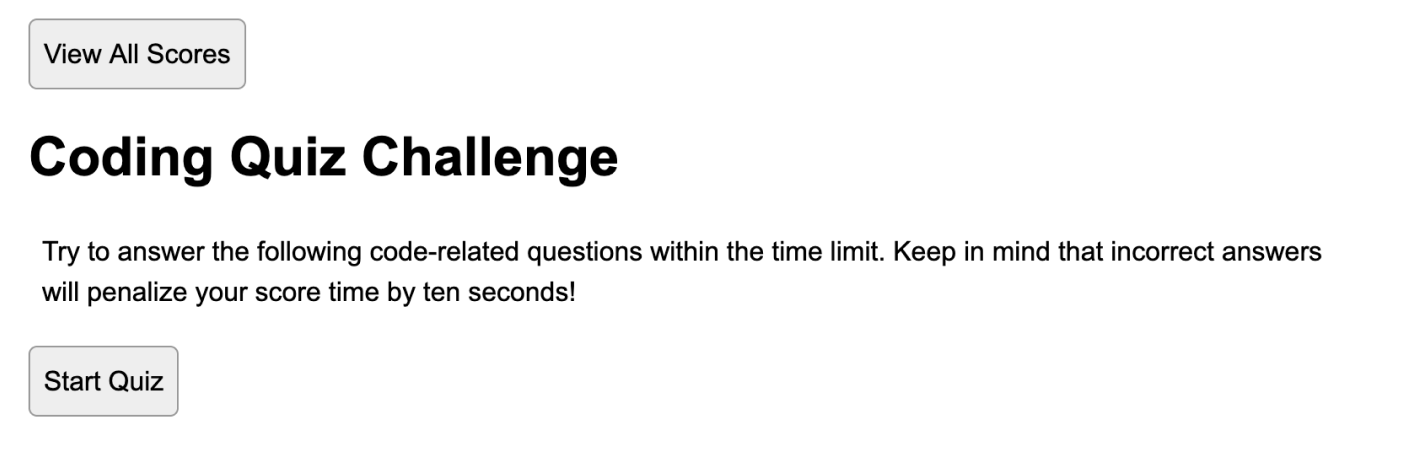 View All Scores
Coding Quiz Challenge
Try to answer the following code-related questions within the time limit. Keep in mind that incorrect answers
will penalize your score time by ten seconds!
Start Quiz